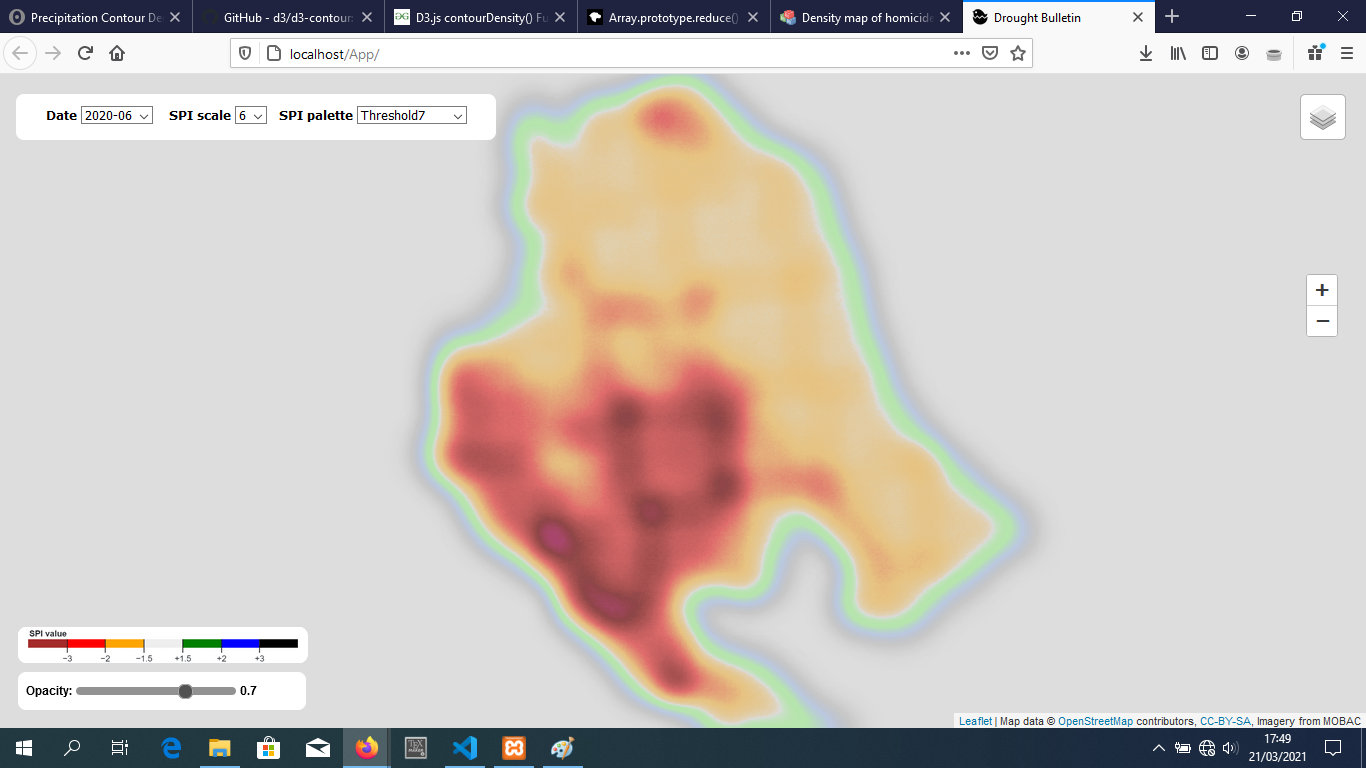 Precipitation Contour De
GitHub - d3/d3-contour:
D3.js contourDensity() Fu
Array.prototype.reduce()
Density map of homicide
Drought Bulletin
localhost/App/
Date 2020-06 SPI scale 6 SPI palette Threshold7
+
−
SPI value
−3 −2 −1.5 +1.5 +2 +3
Opacity: 0.7
Leaflet | Map data © OpenStreetMap contributors, CC-BY-SA, Imagery from MOBAC
17:49
21/03/2021